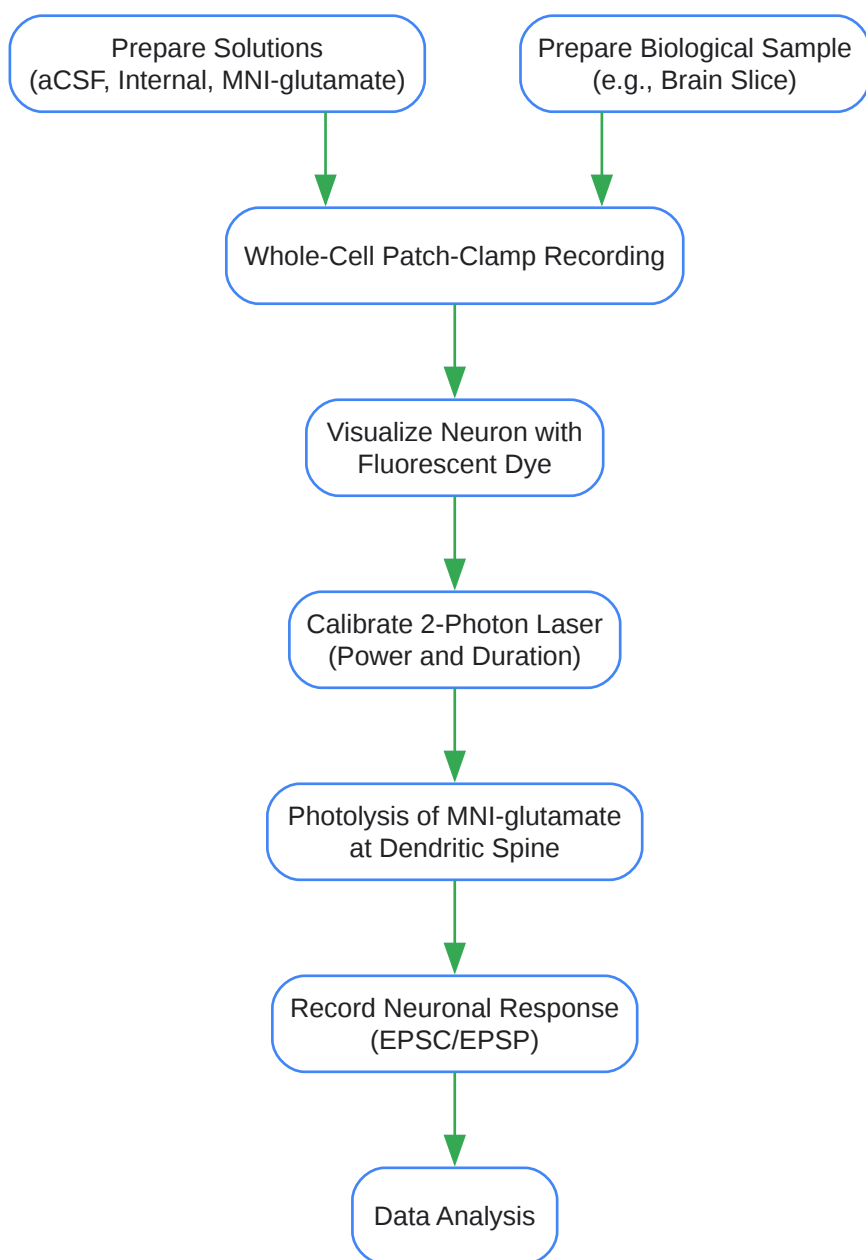 Prepare Solutions
(aCSF, Internal, MNI-glutamate)
Prepare Biological Sample
(e.g., Brain Slice)
Whole-Cell Patch-Clamp Recording
Visualize Neuron with
Fluorescent Dye
Calibrate 2-Photon Laser
(Power and Duration)
Photolysis of MNI-glutamate
at Dendritic Spine
Record Neuronal Response
(EPSC/EPSP)
Data Analysis